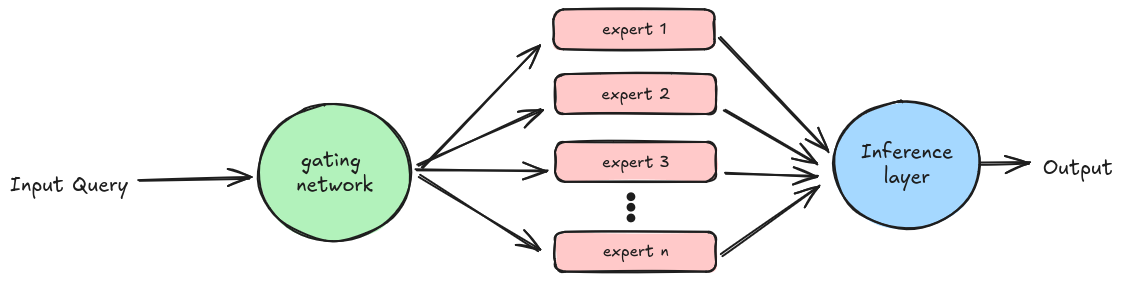 Input Query
gating
network
expert 1
expert 2
expert 3
expert n
Inference
layer
Output